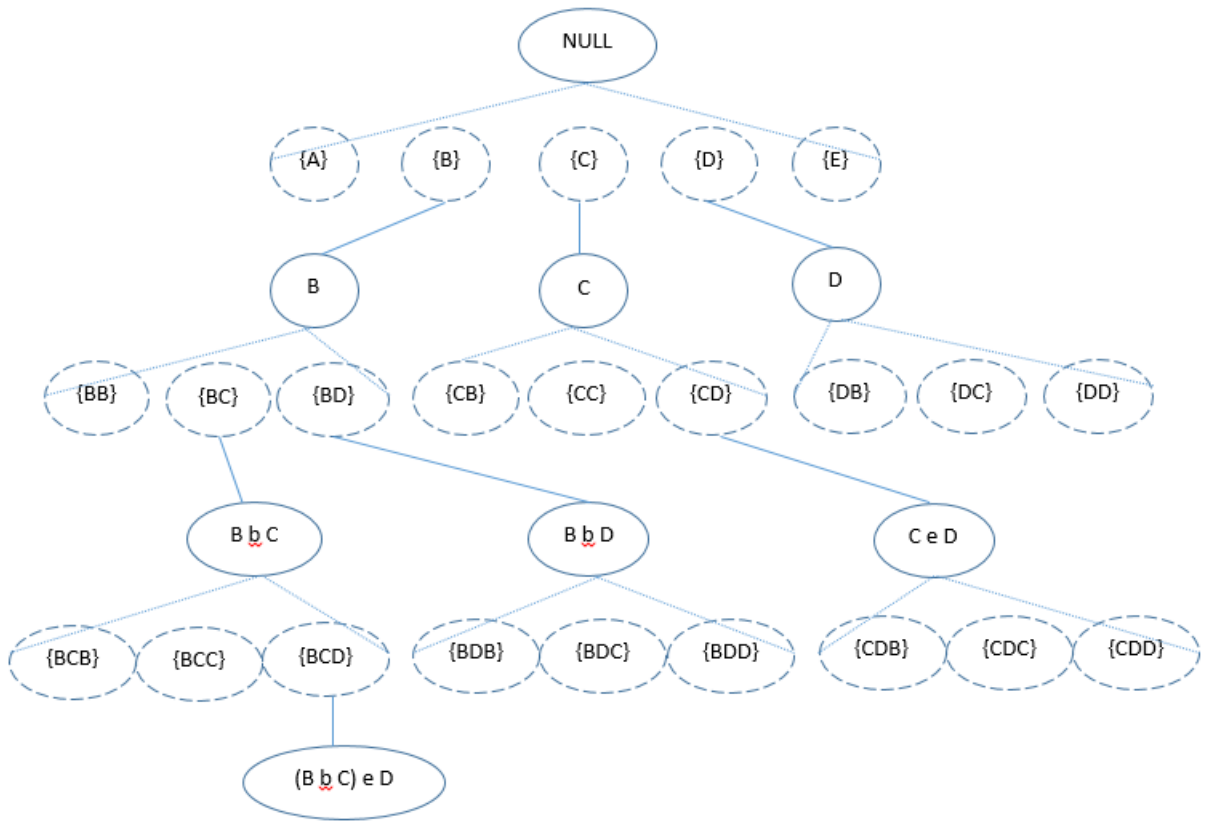 NULL
{A}
{B}
{C}
{D}
{E}
B
C
D
{BB}
{BC}
{BD}
{CB}
{CC}
{CD}
{DB}
{DC}
{DD}
B b C
B b D
C e D
{BCB}
{BCC}
{BCD}
{BDB}
{BDC}
{BDD}
{CDB}
{CDC}
{CDD}
(B b C) e D